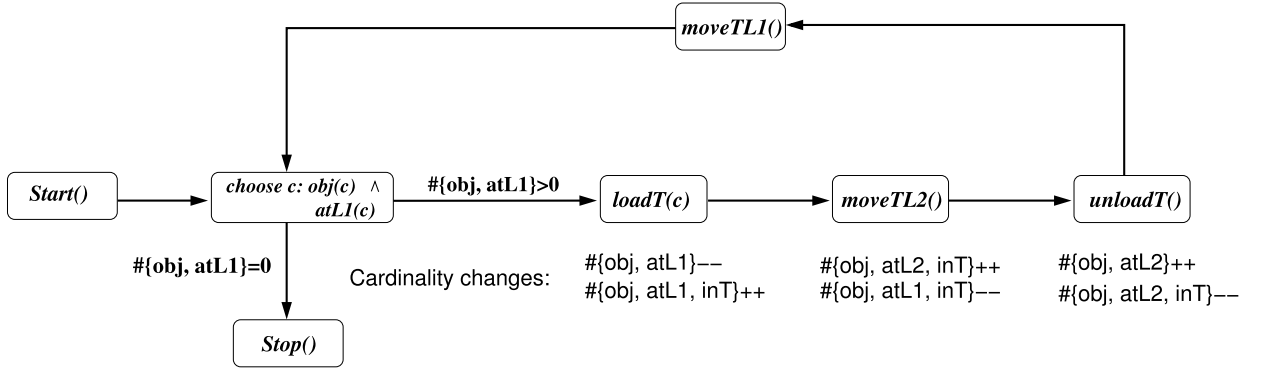 moveTL1()
Start()
choose c: obj(c) ∧
atL1(c)
#{obj, atL1}>0
loadT(c)
moveTL2()
unloadT()
#{obj, atL1}=0
Cardinality changes:
#{obj, atL1}−−
#{obj, atL1, inT}++
#{obj, atL2, inT}++
#{obj, atL1, inT}−−
#{obj, atL2}++
#{obj, atL2, inT}−−
Stop()